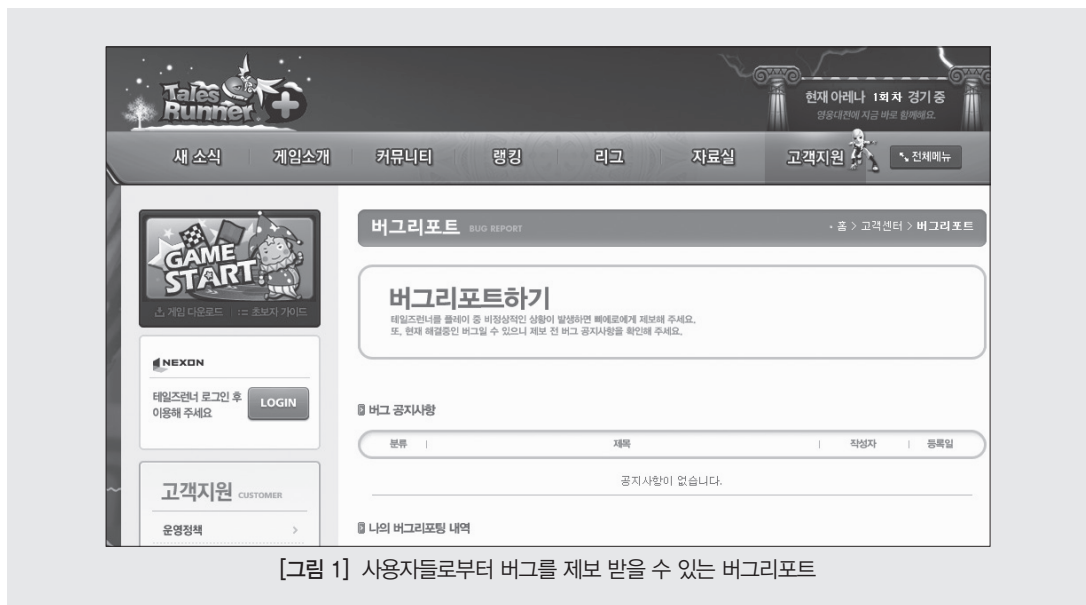 Tales
Runner +
현재 아레나 1회차 경기 중
영웅대전에 지금 바로 함께해요.
새 소식 게임소개 커뮤니티 랭킹 리그 자료실 고객지원 전체메뉴
GAME
START
게임 다운로드 초보자 가이드
버그리포트 BUG REPORT
· 홈 > 고객센터 > 버그리포트
버그리포트하기
테일즈런너를 플레이 중 비정상적인 상황이 발생하면 삐에로에게 제보해 주세요.
또, 현재 해결중인 버그일 수 있으니 제보 전 버그 공지사항을 확인해 주세요.
NEXON
테일즈런너 로그인 후
이용해 주세요
LOGIN
버그 공지사항
분류 제목 작성자 등록일
공지사항이 없습니다.
고객지원 CUSTOMER
운영정책 >
나의 버그리포팅 내역
[그림 1] 사용자들로부터 버그를 제보 받을 수 있는 버그리포트